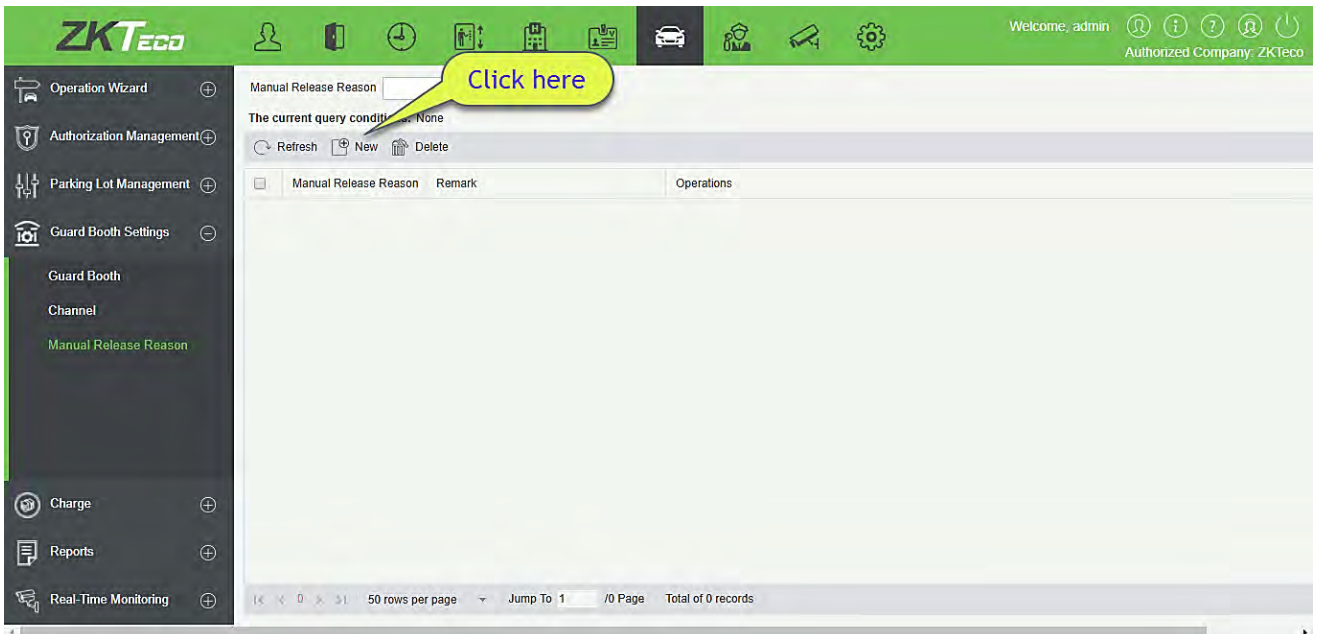 ZKTECO
Welcome, admin
Authorized Company: ZKTeco
Operation Wizard
Authorization Management
Parking Lot Management
Guard Booth Settings
Guard Booth
Channel
Manual Release Reason
Charge
Reports
Real-Time Monitoring
Manual Release Reason
Click here
The current query None
Refresh New Delete
Manual Release Reason Remark Operations
0 50 rows per page Jump To 1 /0 Page Total of 0 records